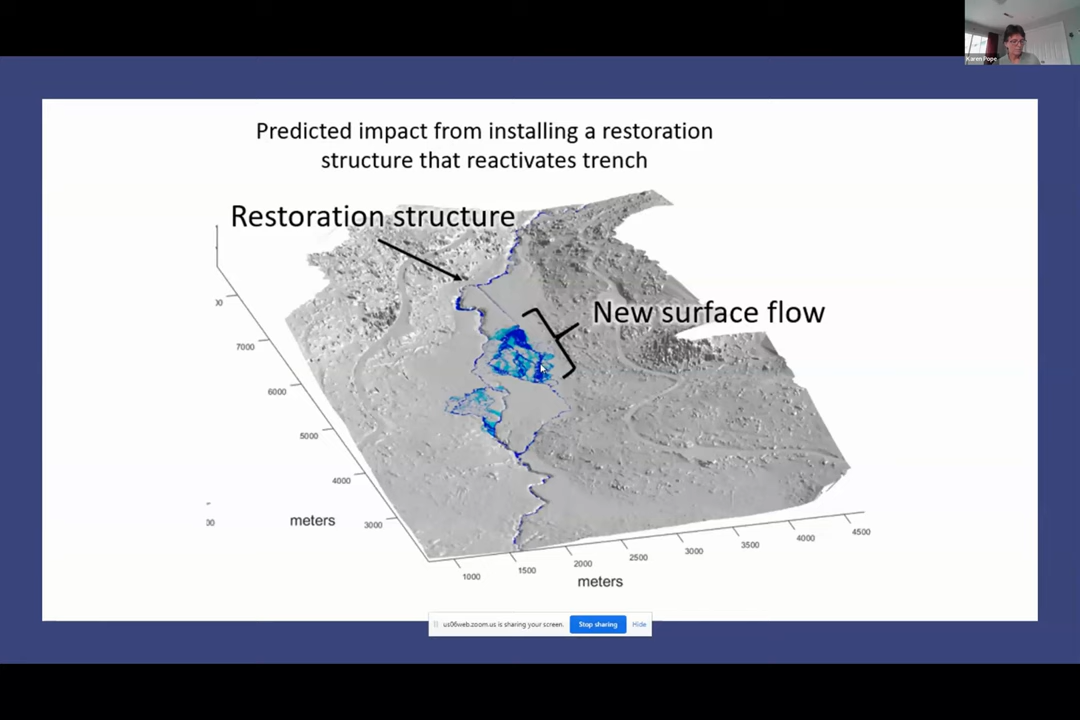 Karen Pope
Predicted impact from installing a restoration
structure that reactivates trench
Restoration structure
New surface flow
00
7000
6000
5000
4000
3000
00
meters
1000
1500
2000
2500
3000
3500
4000
4500
meters
us06web.zoom.us is sharing your screen.
Stop sharing
Hide